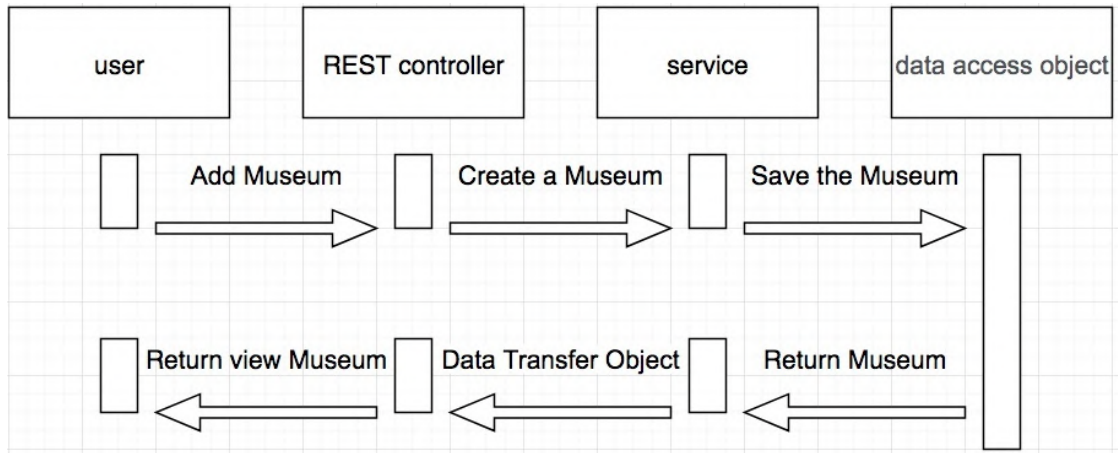 user
REST controller
service
data access object
Add Museum
Create a Museum
Save the Museum
Return view Museum
Data Transfer Object
Return Museum